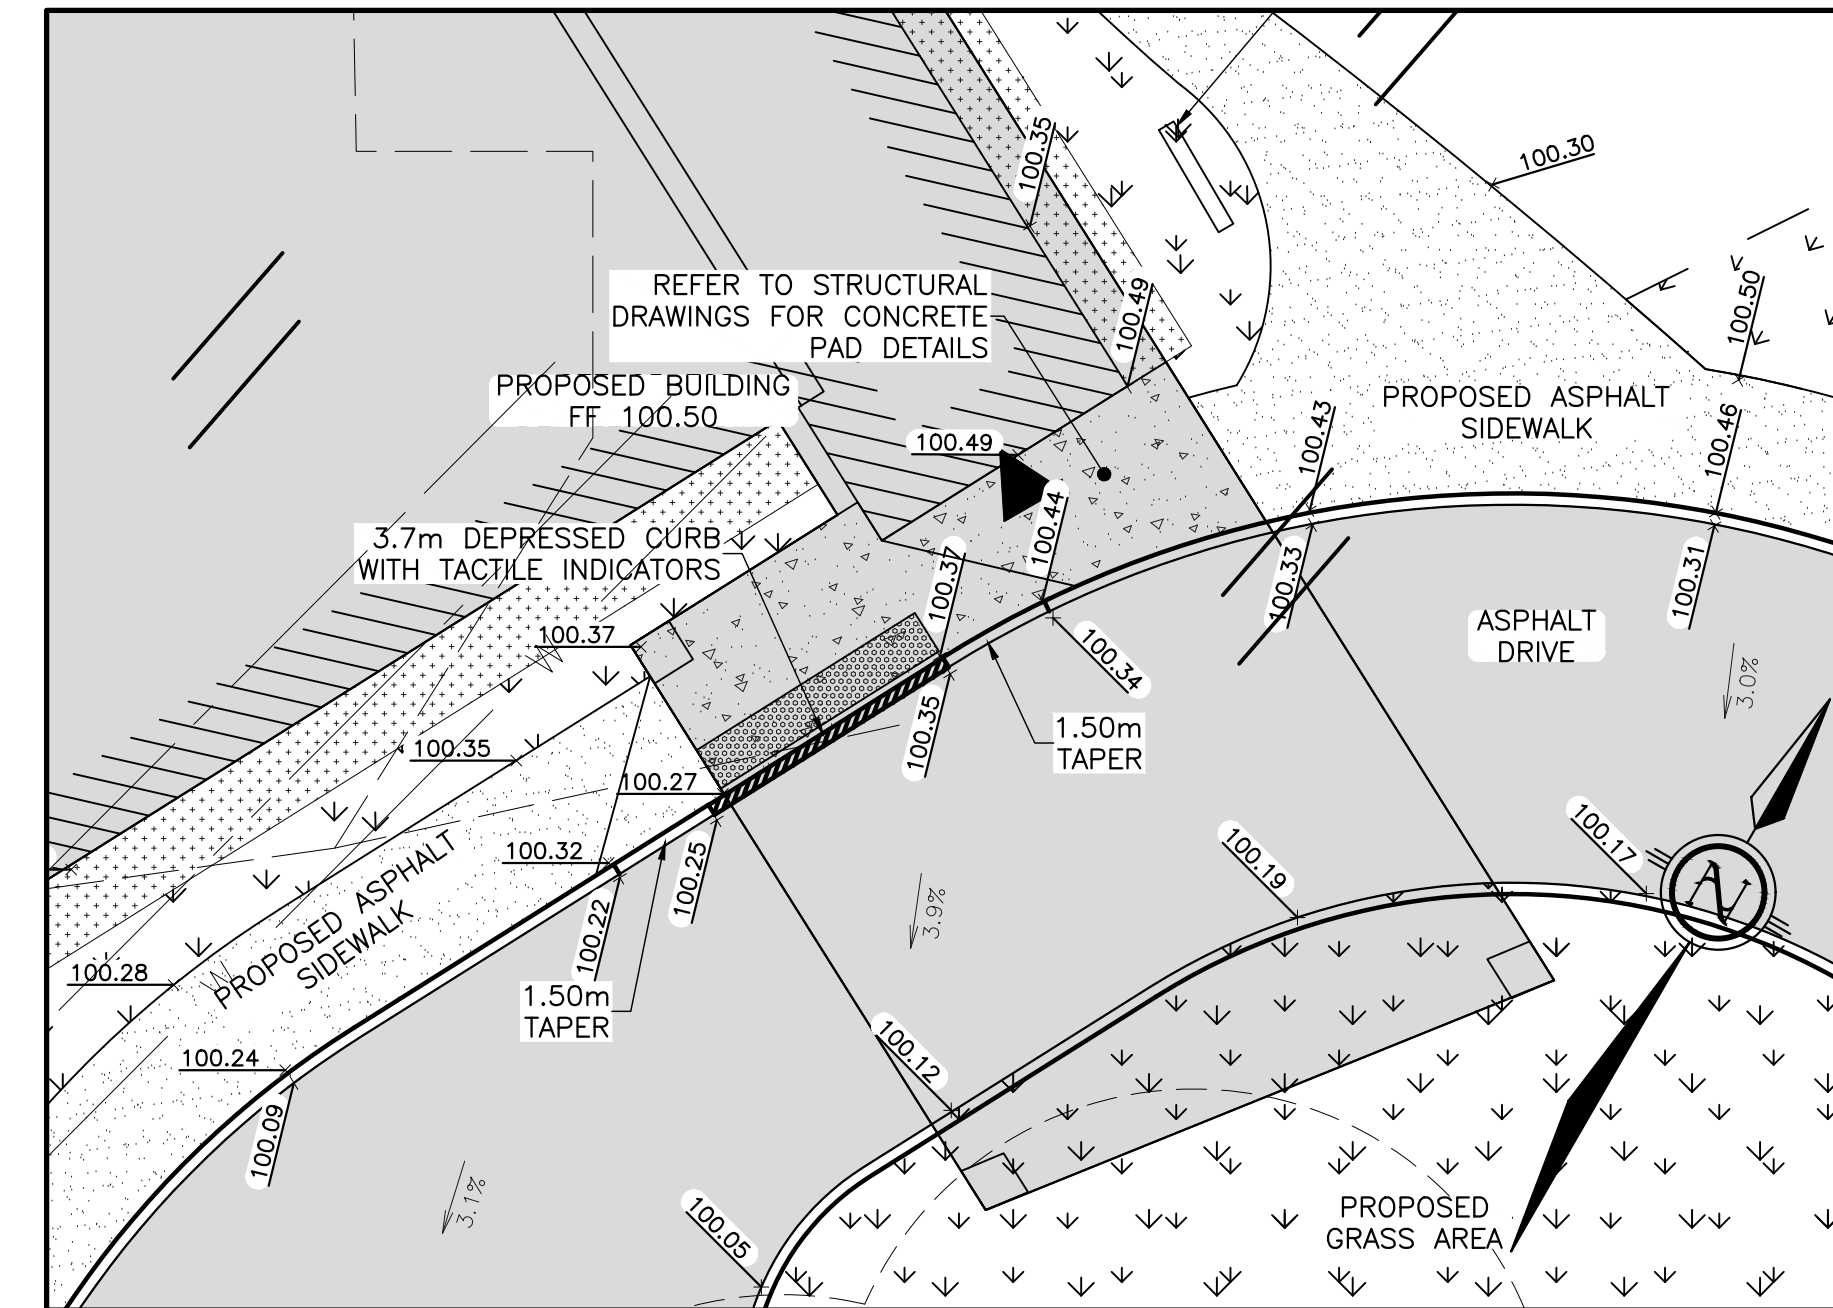 100.35
100.30
REFER TO STRUCTURAL
DRAWINGS FOR CONCRETE
PAD DETAILS
100.49
100.50
PROPOSED BUILDING
FF 100.50
PROPOSED ASPHALT
SIDEWALK
100.49
100.43
100.46
3.7m DEPRESSED CURB
WITH TACTILE INDICATORS
100.44
100.37
100.33
100.31
100.37
ASPHALT
DRIVE
100.34
3.0%
100.35
100.35
1.50m
TAPER
100.27
100.32
100.25
100.19
100.17
N
PROPOSED ASPHALT
SIDEWALK
100.22
3.9%
100.28
1.50m
TAPER
100.24
100.12
100.09
3.1%
100.05
PROPOSED
GRASS AREA